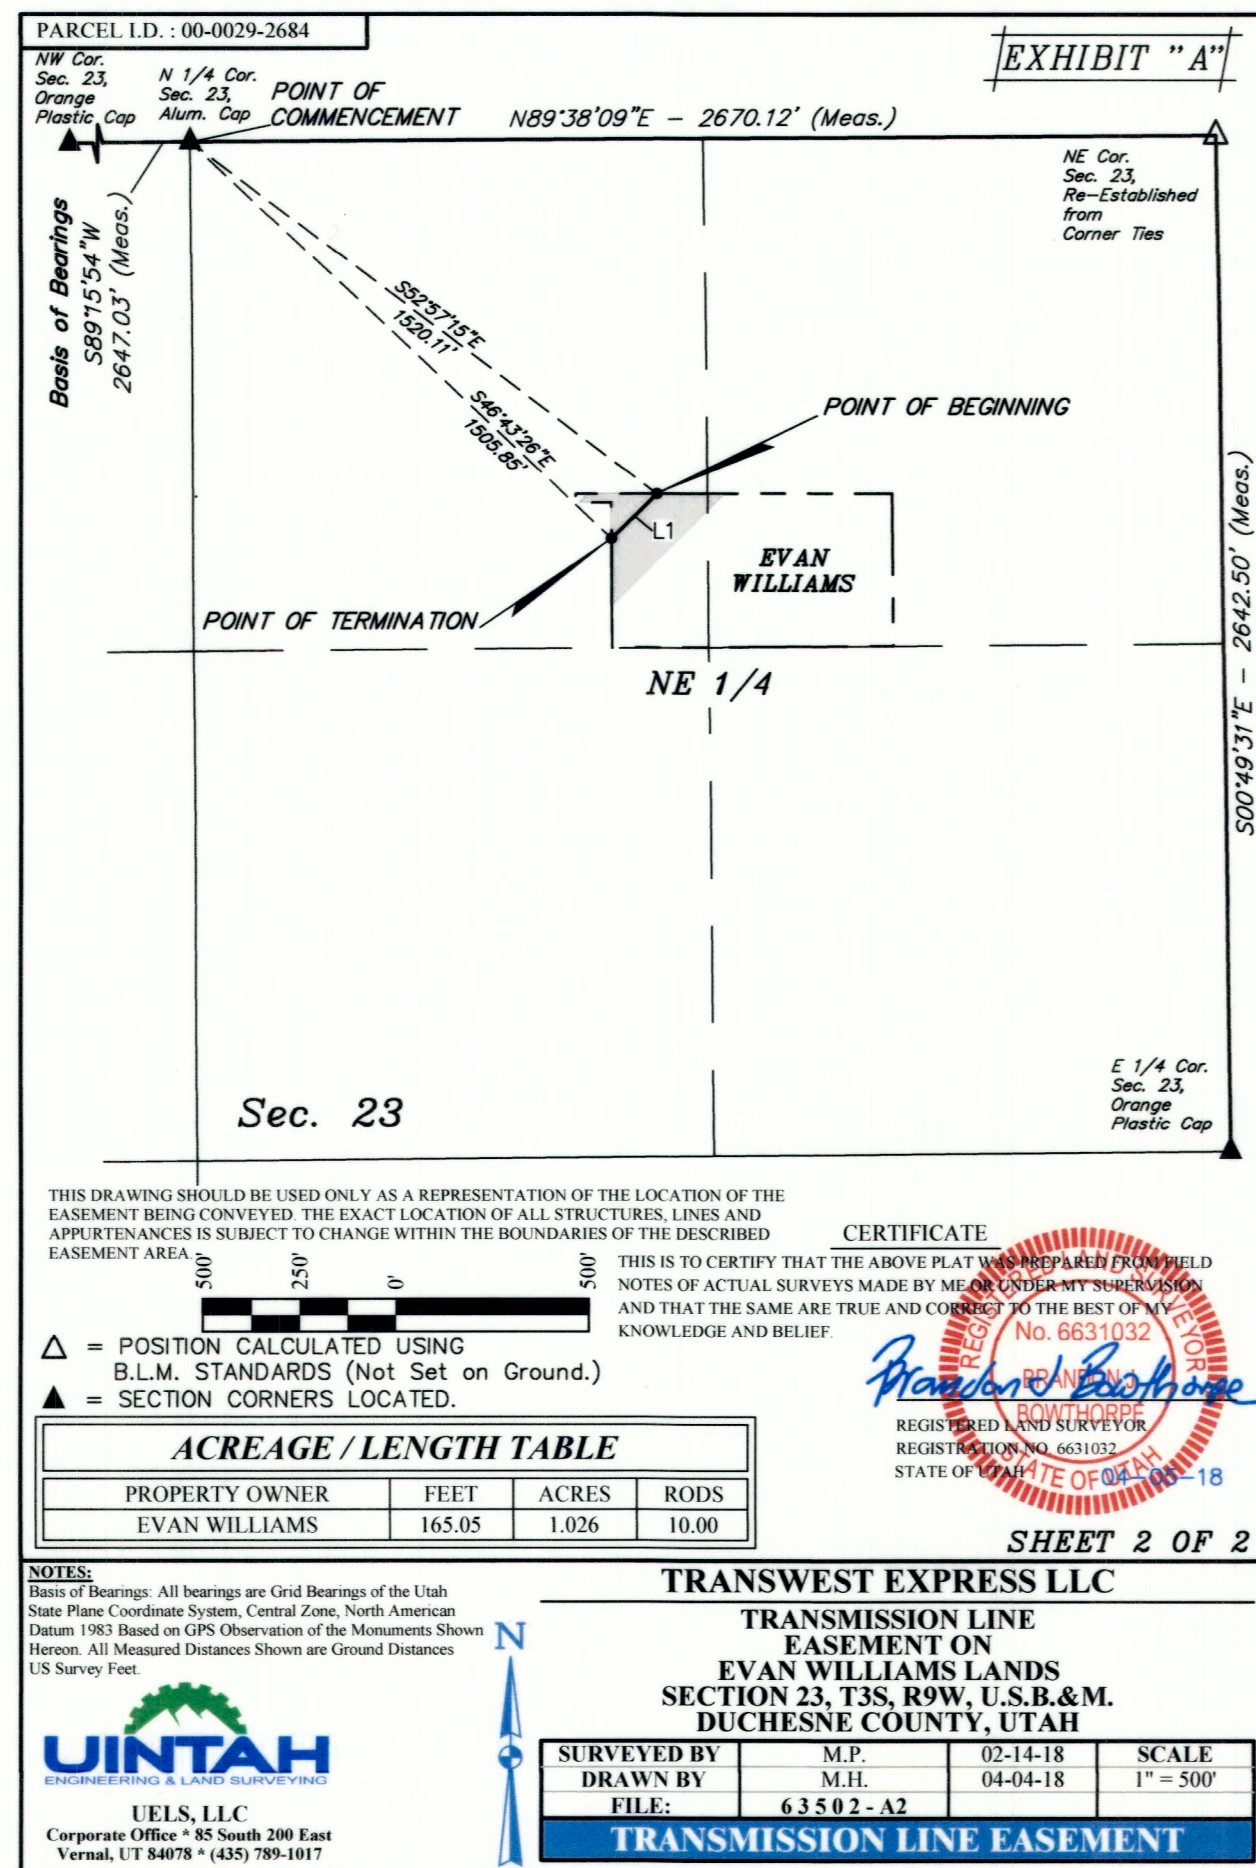 PARCEL I.D. : 00-0029-2684
EXHIBIT "A"
NW Cor.
Sec. 23,
Orange
Plastic Cap
N 1/4 Cor.
Sec. 23,
Alum. Cap
POINT OF
COMMENCEMENT
N89°38'09"E - 2670.12' (Meas.)
NE Cor.
Sec. 23,
Re-Established
from
Corner Ties
Basis of Bearings
S89°15'54"W
2647.03' (Meas.)
S52°57'15"E
1520.11'
S46°43'26"E
1505.85'
POINT OF BEGINNING
L1
EVAN
WILLIAMS
POINT OF TERMINATION
NE 1/4
S00°49'31"E - 2642.50' (Meas.)
E 1/4 Cor.
Sec. 23,
Orange
Plastic Cap
Sec. 23
THIS DRAWING SHOULD BE USED ONLY AS A REPRESENTATION OF THE LOCATION OF THE
EASEMENT BEING CONVEYED. THE EXACT LOCATION OF ALL STRUCTURES, LINES AND
APPURTENANCES IS SUBJECT TO CHANGE WITHIN THE BOUNDARIES OF THE DESCRIBED
EASEMENT AREA.
500' 250' 0' 500'
△ = POSITION CALCULATED USING
B.L.M. STANDARDS (Not Set on Ground.)
▲ = SECTION CORNERS LOCATED.
CERTIFICATE
THIS IS TO CERTIFY THAT THE ABOVE PLAT WAS PREPARED FROM FIELD
NOTES OF ACTUAL SURVEYS MADE BY ME OR UNDER MY SUPERVISION
AND THAT THE SAME ARE TRUE AND CORRECT TO THE BEST OF MY
KNOWLEDGE AND BELIEF.
REGISTERED LAND SURVEYOR
No. 6631032
BRANDON J.
BOWTHORPE
STATE OF UTAH
Brandon J Bowthorpe
REGISTERED LAND SURVEYOR
REGISTRATION NO. 6631032
STATE OF UTAH
04-05-18
ACREAGE / LENGTH TABLE
PROPERTY OWNER FEET ACRES RODS
EVAN WILLIAMS 165.05 1.026 10.00
SHEET 2 OF 2
NOTES:
Basis of Bearings: All bearings are Grid Bearings of the Utah
State Plane Coordinate System, Central Zone, North American
Datum 1983 Based on GPS Observation of the Monuments Shown
Hereon. All Measured Distances Shown are Ground Distances
US Survey Feet.
N
UINTAH
ENGINEERING & LAND SURVEYING
UELS, LLC
Corporate Office * 85 South 200 East
Vernal, UT 84078 * (435) 789-1017
TRANSWEST EXPRESS LLC
TRANSMISSION LINE
EASEMENT ON
EVAN WILLIAMS LANDS
SECTION 23, T3S, R9W, U.S.B.&M.
DUCHESNE COUNTY, UTAH
SURVEYED BY M.P. 02-14-18 SCALE
DRAWN BY M.H. 04-04-18 1" = 500'
FILE: 63502-A2
TRANSMISSION LINE EASEMENT